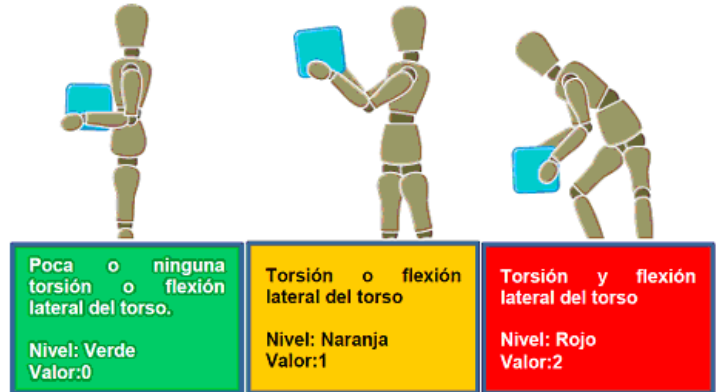 Poca o ninguna
torsión o flexión
lateral del torso.
Nivel: Verde
Valor:0
Torsión o flexión
lateral del torso
Nivel: Naranja
Valor:1
Torsión y flexión
lateral del torso
Nivel: Rojo
Valor:2